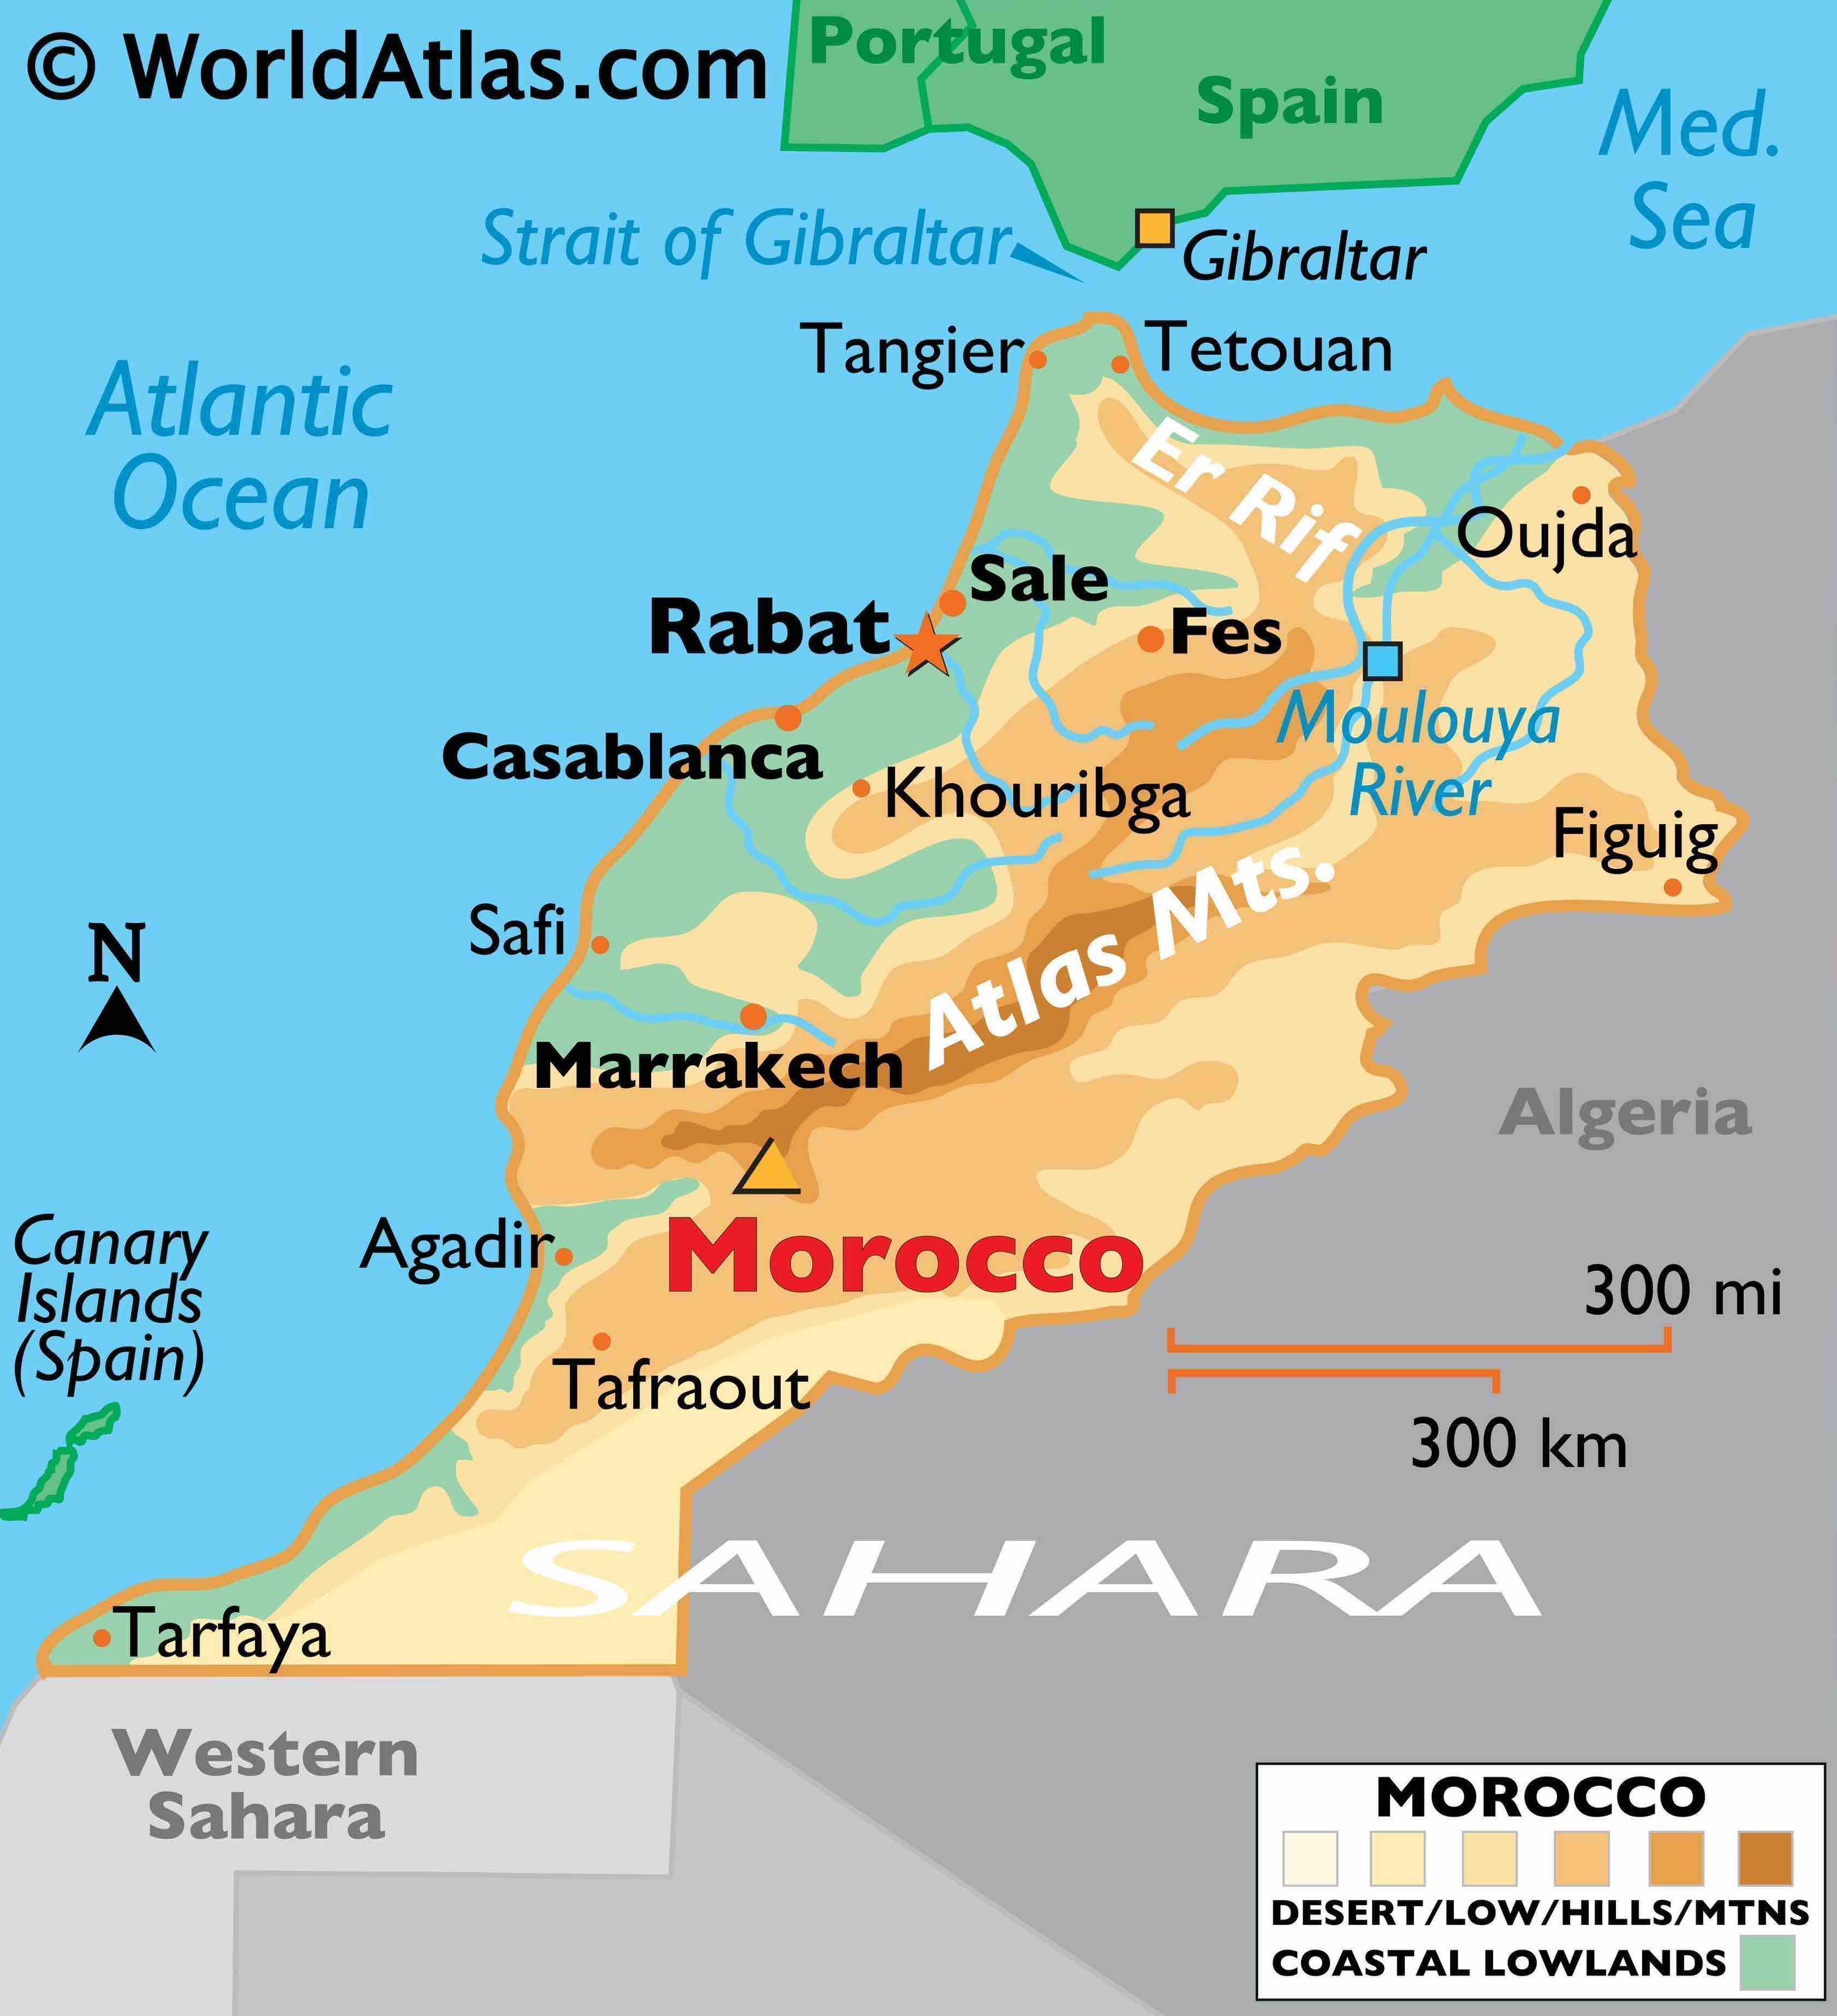 © WorldAtlas.com
Portugal
Spain
Med.
Sea
Strait of Gibraltar
Gibraltar
Tangier
Tetouan
Atlantic
Ocean
Er Rif
Oujda
Sale
Rabat
Fes
Moulouya
River
Casablanca
Khouribga
Figuig
Safi
Atlas Mts.
N
Marrakech
Algeria
Canary
Islands
(Spain)
Agadir
Morocco
300 mi
Tafraout
300 km
SAHARA
Tarfaya
Western
Sahara
MOROCCO
DESERT/LOW/HILLS/MTNS
COASTAL LOWLANDS